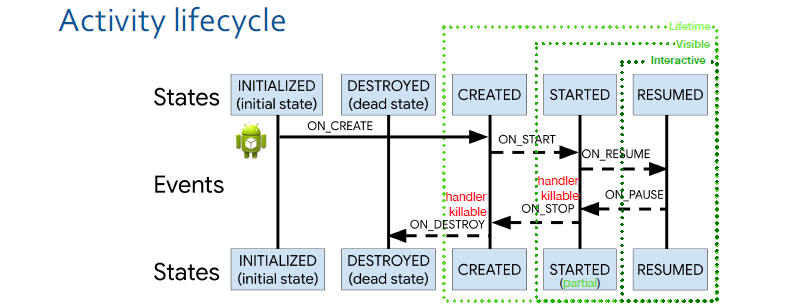 Activity lifecycle
Lifetime
Visible
Interactive
States
INITIALIZED
(initial state)
DESTROYED
(dead state)
CREATED
STARTED
RESUMED
ON_CREATE
ON_START
ON_RESUME
Events
handler
killable
handler
killable
ON_PAUSE
ON_STOP
ON_DESTROY
States
INITIALIZED
(initial state)
DESTROYED
(dead state)
CREATED
STARTED
(partial)
RESUMED